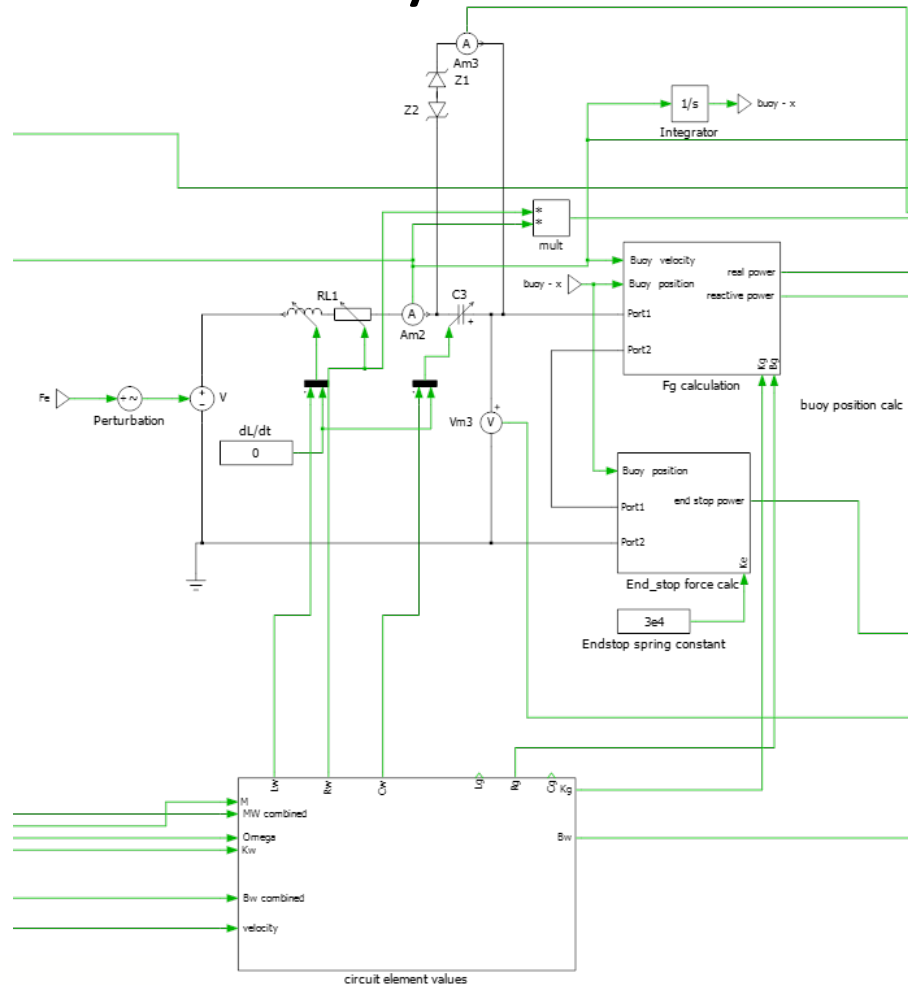 A
Am3
Z1
Z2
1/s
buoy - x
Integrator
*
*
mult
Buoy velocity
real power
buoy - x
Buoy position
reactive power
RL1
C3
+
A
Port1
Am2
Port2
Kg
Bg
Fg calculation
Fe
+~
Perturbation
+
-
V
buoy position calc
+
Vm3
V
dL/dt
0
Buoy position
end stop power
Port1
Port2
Ke
End_stop force calc
3e4
Endstop spring constant
Lw
Rw
Cw
Lg
Rg
Cg
Kg
M
MW combined
Omega
Kw
Bw
Bw combined
velocity
circuit element values